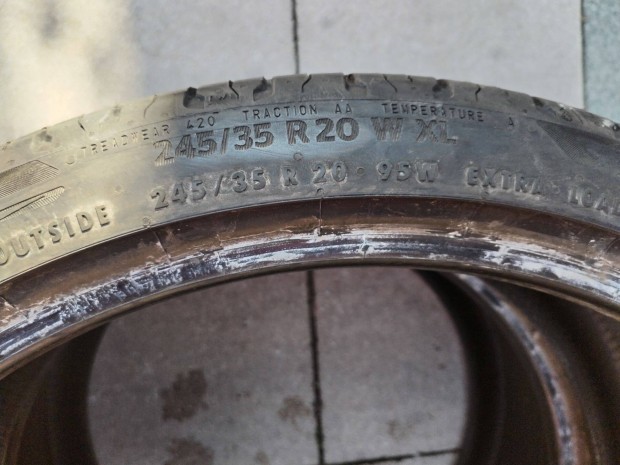 TREADWEAR 420 TRACTION AA TEMPERATURE A
245/35 R 20 W XL
OUTSIDE 245/35 R 20 95W EXTRA LOAD